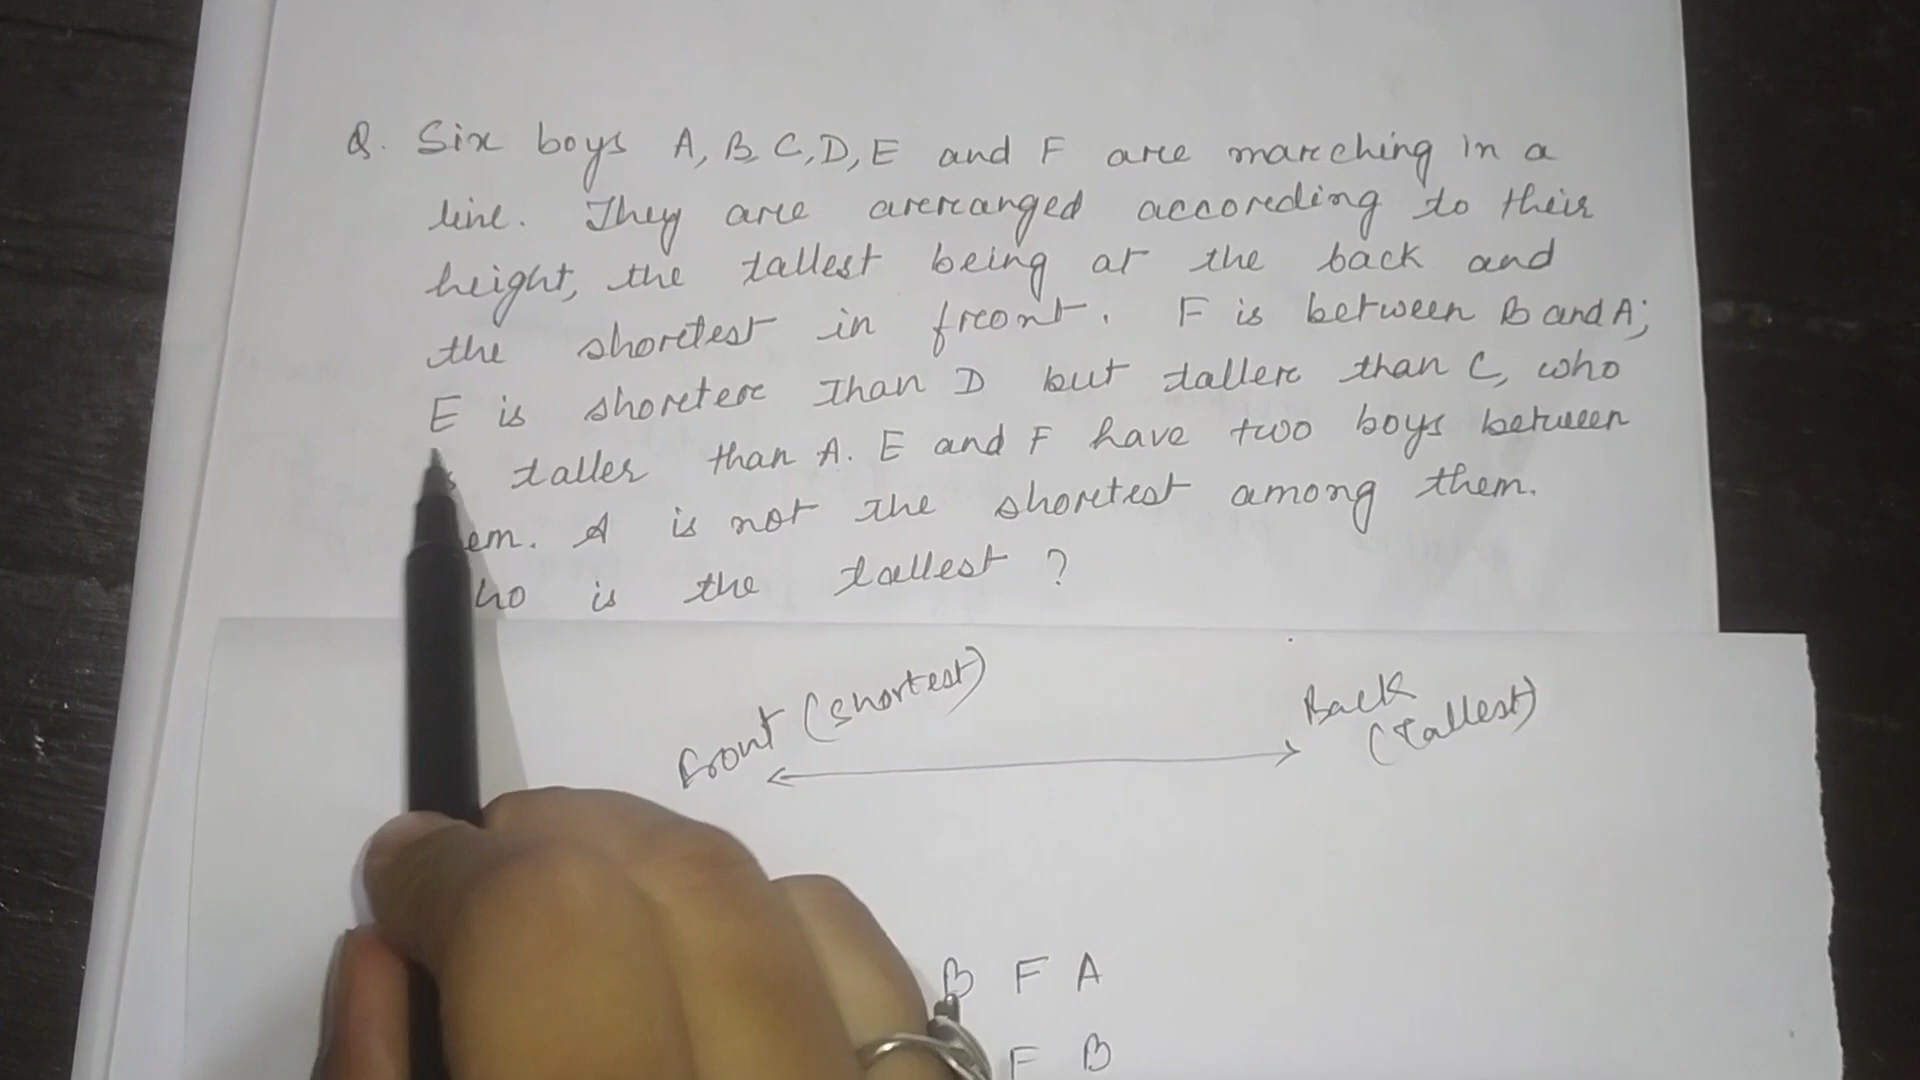 Q. Six boys A, B, C, D, E and F are marching in a
line. They are arranged according to their
height, the tallest being at the back and
the shortest in front. F is between B and A;
E is shorter than D but taller than C, who
taller than A. E and F have two boys between
em. A is not the shortest among them.
ho is the tallest ?
Front (shortest)
Back
(Tallest)
B F A
F B